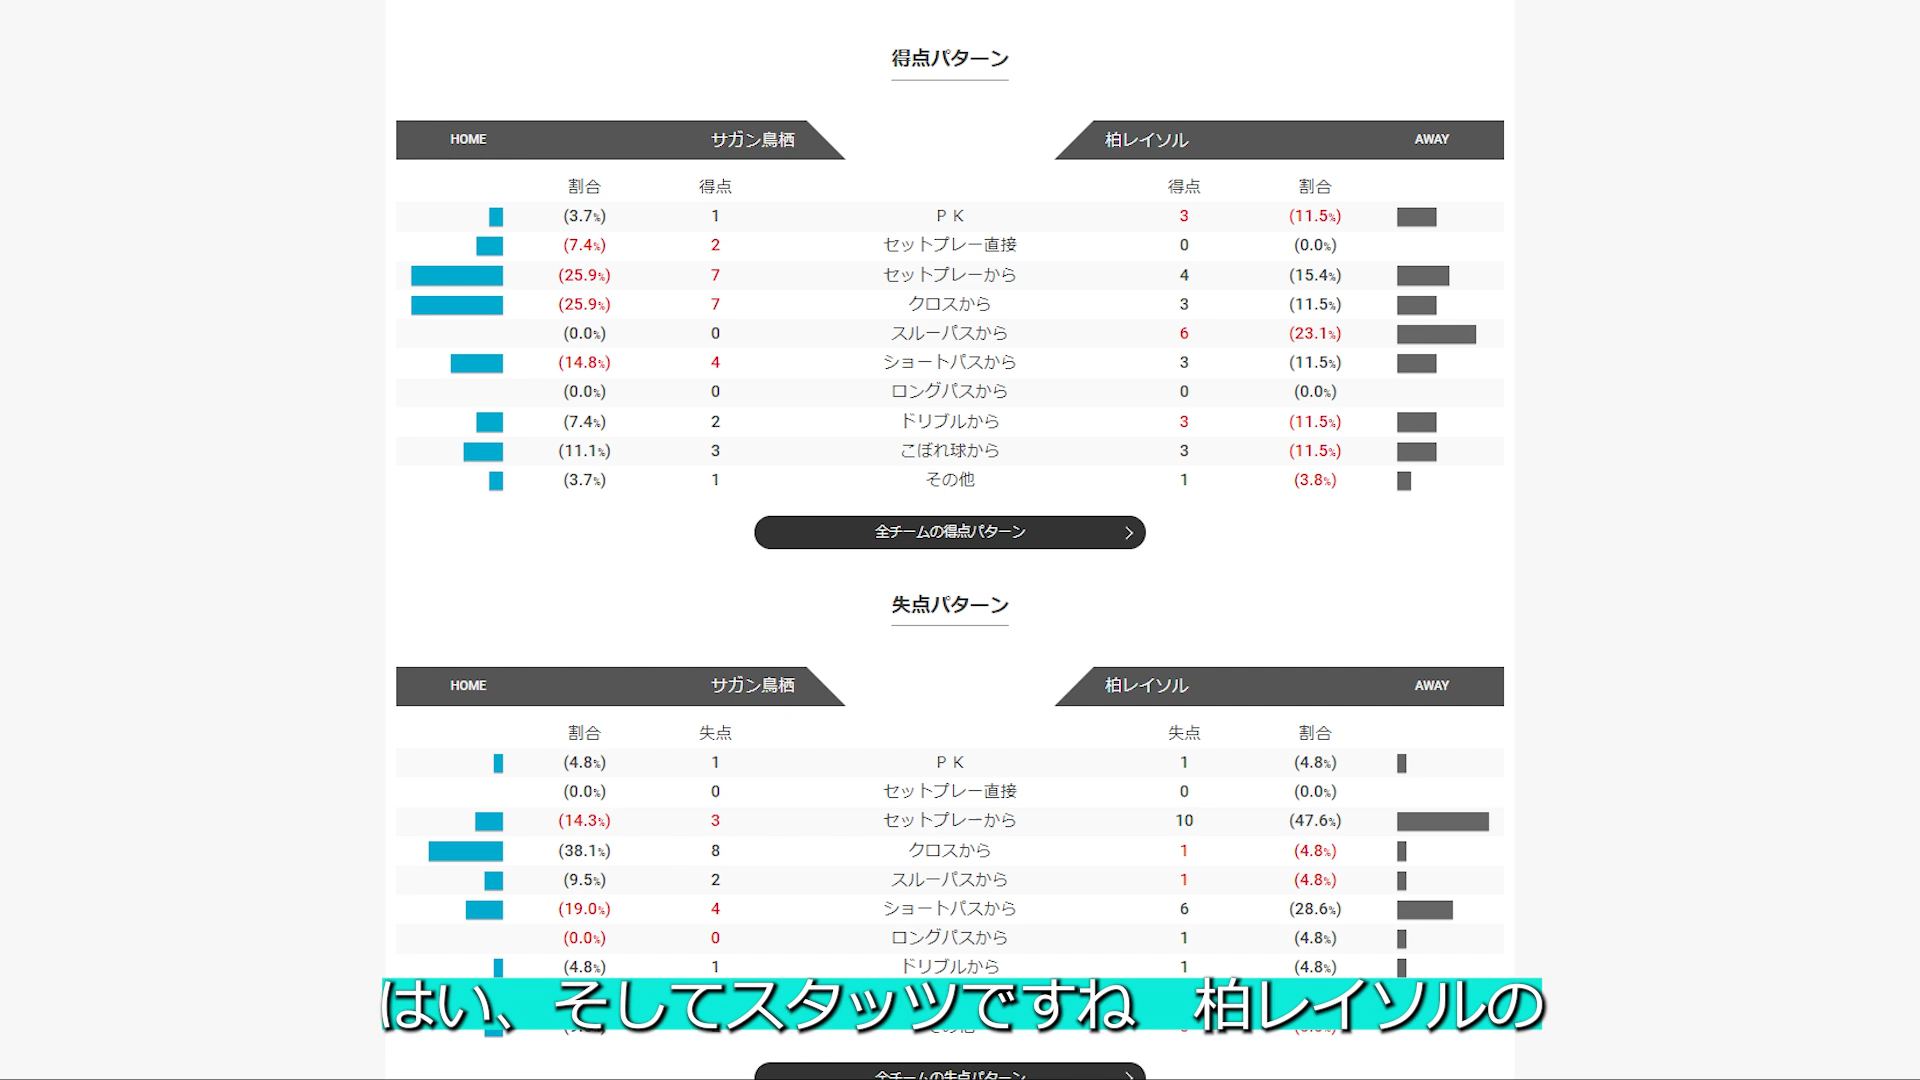 得点パターン
HOME サガン鳥栖 柏レイソル AWAY
割合 得点 得点 割合
(3.7%) 1 PK 3 (11.5%)
(7.4%) 2 セットプレー直接 0 (0.0%)
(25.9%) 7 セットプレーから 4 (15.4%)
(25.9%) 7 クロスから 3 (11.5%)
(0.0%) 0 スルーパスから 6 (23.1%)
(14.8%) 4 ショートパスから 3 (11.5%)
(0.0%) 0 ロングパスから 0 (0.0%)
(7.4%) 2 ドリブルから 3 (11.5%)
(11.1%) 3 こぼれ球から 3 (11.5%)
(3.7%) 1 その他 1 (3.8%)
全チームの得点パターン
失点パターン
HOME サガン鳥栖 柏レイソル AWAY
割合 失点 失点 割合
(4.8%) 1 PK 1 (4.8%)
(0.0%) 0 セットプレー直接 0 (0.0%)
(14.3%) 3 セットプレーから 10 (47.6%)
(38.1%) 8 クロスから 1 (4.8%)
(9.5%) 2 スルーパスから 1 (4.8%)
(19.0%) 4 ショートパスから 6 (28.6%)
(0.0%) 0 ロングパスから 1 (4.8%)
(4.8%) 1 ドリブルから 1 (4.8%)
はい、そしてスタッツですね 柏レイソルの
全チームの失点パターン